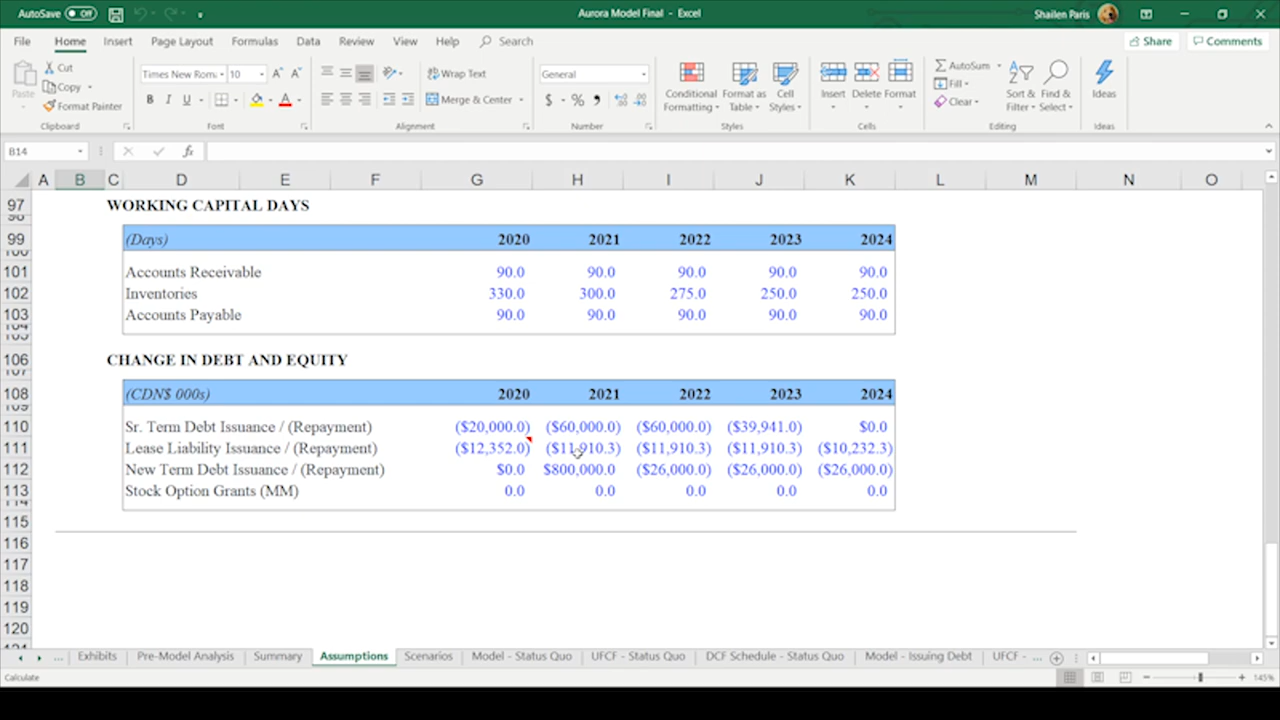 AutoSave Off Aurora Model Final - Excel Shailen Paris
File Home Insert Page Layout Formulas Data Review View Help Search Share Comments
Paste Cut Copy Format Painter Clipboard
Times New Rom 10 B I U Font
Wrap Text Merge & Center Alignment
General $ % Number
Conditional Formatting Format as Table Cell Styles Styles
Insert Delete Format Cells
AutoSum Fill Clear Sort & Filter Find & Select Editing
Ideas Ideas
B14 fx
A B C D E F G H I J K L M N O
97 WORKING CAPITAL DAYS
98
99 (Days) 2020 2021 2022 2023 2024
100
101 Accounts Receivable 90.0 90.0 90.0 90.0 90.0
102 Inventories 330.0 300.0 275.0 250.0 250.0
103 Accounts Payable 90.0 90.0 90.0 90.0 90.0
104
105
106 CHANGE IN DEBT AND EQUITY
107
108 (CDN$ 000s) 2020 2021 2022 2023 2024
109
110 Sr. Term Debt Issuance / (Repayment) ($20,000.0) ($60,000.0) ($60,000.0) ($39,941.0) $0.0
111 Lease Liability Issuance / (Repayment) ($12,352.0) ($11,910.3) ($11,910.3) ($11,910.3) ($10,232.3)
112 New Term Debt Issuance / (Repayment) $0.0 $800,000.0 ($26,000.0) ($26,000.0) ($26,000.0)
113 Stock Option Grants (MM) 0.0 0.0 0.0 0.0 0.0
114
115
116
117
118
119
120
121
... Exhibits Pre-Model Analysis Summary Assumptions Scenarios Model - Status Quo UFCF - Status Quo DCF Schedule - Status Quo Model - Issuing Debt UFCF - ...
Calculate 145%